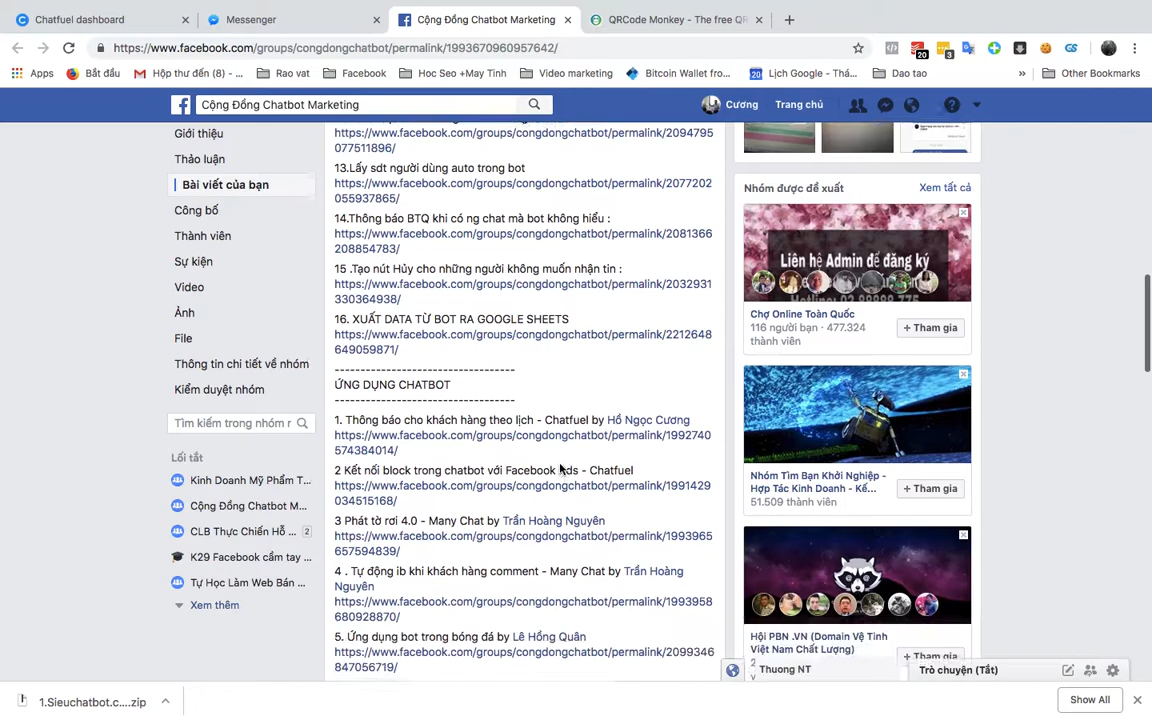 Chatfuel dashboard
Messenger
Cộng Đồng Chatbot Marketing
QRCode Monkey - The free QR
https://www.facebook.com/groups/congdongchatbot/permalink/1993670960957642/
20
3
Apps
Bắt đầu
Hộp thư đến (8) - ...
Rao vat
Facebook
Hoc Seo +May Tinh
Video marketing
Bitcoin Wallet fro...
20
Lịch Google - Thá...
Dao tao
»
Other Bookmarks
Cộng Đồng Chatbot Marketing
Cương
Trang chủ
Giới thiệu
Thảo luận
Bài viết của bạn
Công bố
Thành viên
Sự kiện
Video
Ảnh
File
Thông tin chi tiết về nhóm
Kiểm duyệt nhóm
Tìm kiếm trong nhóm n
Lối tắt
Kinh Doanh Mỹ Phẩm T...
Cộng Đồng Chatbot M...
CLB Thực Chiến Hỗ ...
2
K29 Facebook cầm tay ...
Tự Học Làm Web Bán ...
Xem thêm
https://www.facebook.com/groups/congdongchatbot/permalink/2094795
077511896/
13.Lấy sdt người dùng auto trong bot
https://www.facebook.com/groups/congdongchatbot/permalink/2077202
055937865/
14.Thông báo BTQ khi có ng chat mà bot không hiểu :
https://www.facebook.com/groups/congdongchatbot/permalink/2081366
208854783/
15 .Tạo nút Hủy cho những người không muốn nhận tin :
https://www.facebook.com/groups/congdongchatbot/permalink/2032931
330364938/
16. XUẤT DATA TỪ BOT RA GOOGLE SHEETS
https://www.facebook.com/groups/congdongchatbot/permalink/2212648
649059871/
----------------------------------
ỨNG DỤNG CHATBOT
----------------------------------
1. Thông báo cho khách hàng theo lịch - Chatfuel by Hồ Ngọc Cương
https://www.facebook.com/groups/congdongchatbot/permalink/1992740
574384014/
2 Kết nối block trong chatbot với Facebook Ads - Chatfuel
https://www.facebook.com/groups/congdongchatbot/permalink/1991429
034515168/
3 Phát tờ rơi 4.0 - Many Chat by Trần Hoàng Nguyên
https://www.facebook.com/groups/congdongchatbot/permalink/1993965
657594839/
4 . Tự động ib khi khách hàng comment - Many Chat by Trần Hoàng
Nguyên
https://www.facebook.com/groups/congdongchatbot/permalink/1993958
680928870/
5. Ứng dụng bot trong bóng đá by Lê Hồng Quân
https://www.facebook.com/groups/congdongchatbot/permalink/2099346
847056719/
Nhóm được đề xuất
Xem tất cả
Liên hệ Admin để đăng ký
Hotline: 03 88888 775
Chợ Online Toàn Quốc
116 người bạn · 477.324
thành viên
+ Tham gia
Nhóm Tìm Bạn Khởi Nghiệp -
Hợp Tác Kinh Doanh - Kế...
51.509 thành viên
+ Tham gia
Hội PBN .VN (Domain Vệ Tinh
Việt Nam Chất Lượng)
+ Tham gia
Thuong NT
Trò chuyện (Tắt)
1.Sieuchatbot.c....zip
Show All